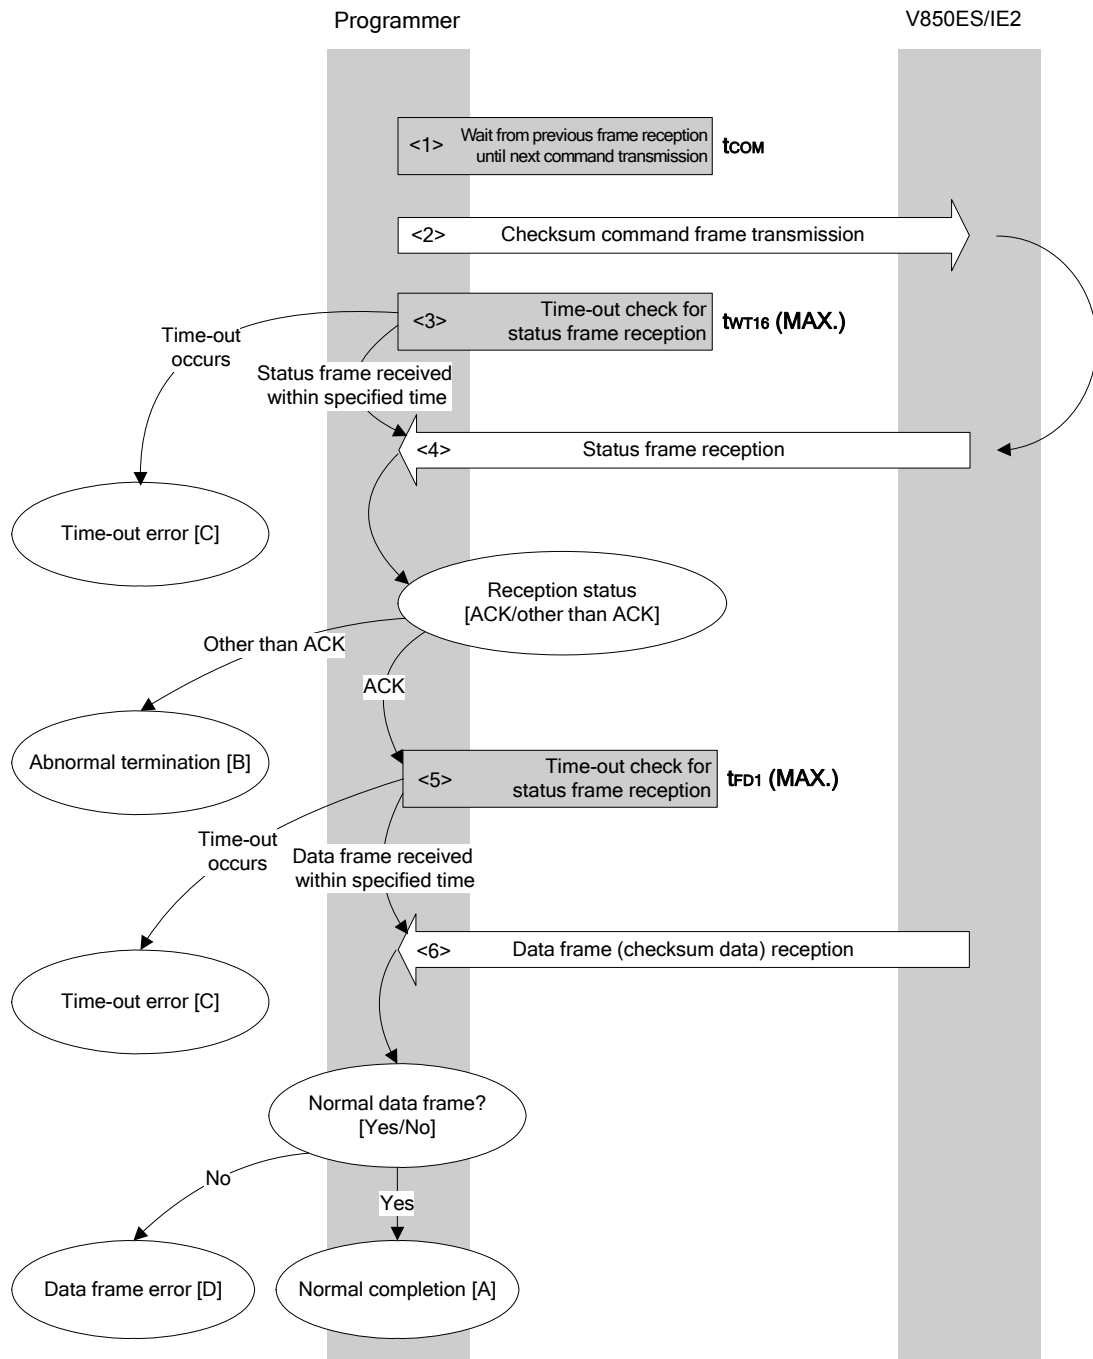 Programmer
V850ES/IE2
<1> Wait from previous frame reception
until next command transmission
tCOM
<2> Checksum command frame transmission
<3> Time-out check for
status frame reception
tWT16 (MAX.)
Time-out
occurs
Status frame received
within specified time
<4> Status frame reception
Time-out error [C]
Reception status
[ACK/other than ACK]
Other than ACK
ACK
Abnormal termination [B]
<5> Time-out check for
status frame reception
tFD1 (MAX.)
Time-out
occurs
Data frame received
within specified time
<6> Data frame (checksum data) reception
Time-out error [C]
Normal data frame?
[Yes/No]
No
Yes
Data frame error [D]
Normal completion [A]